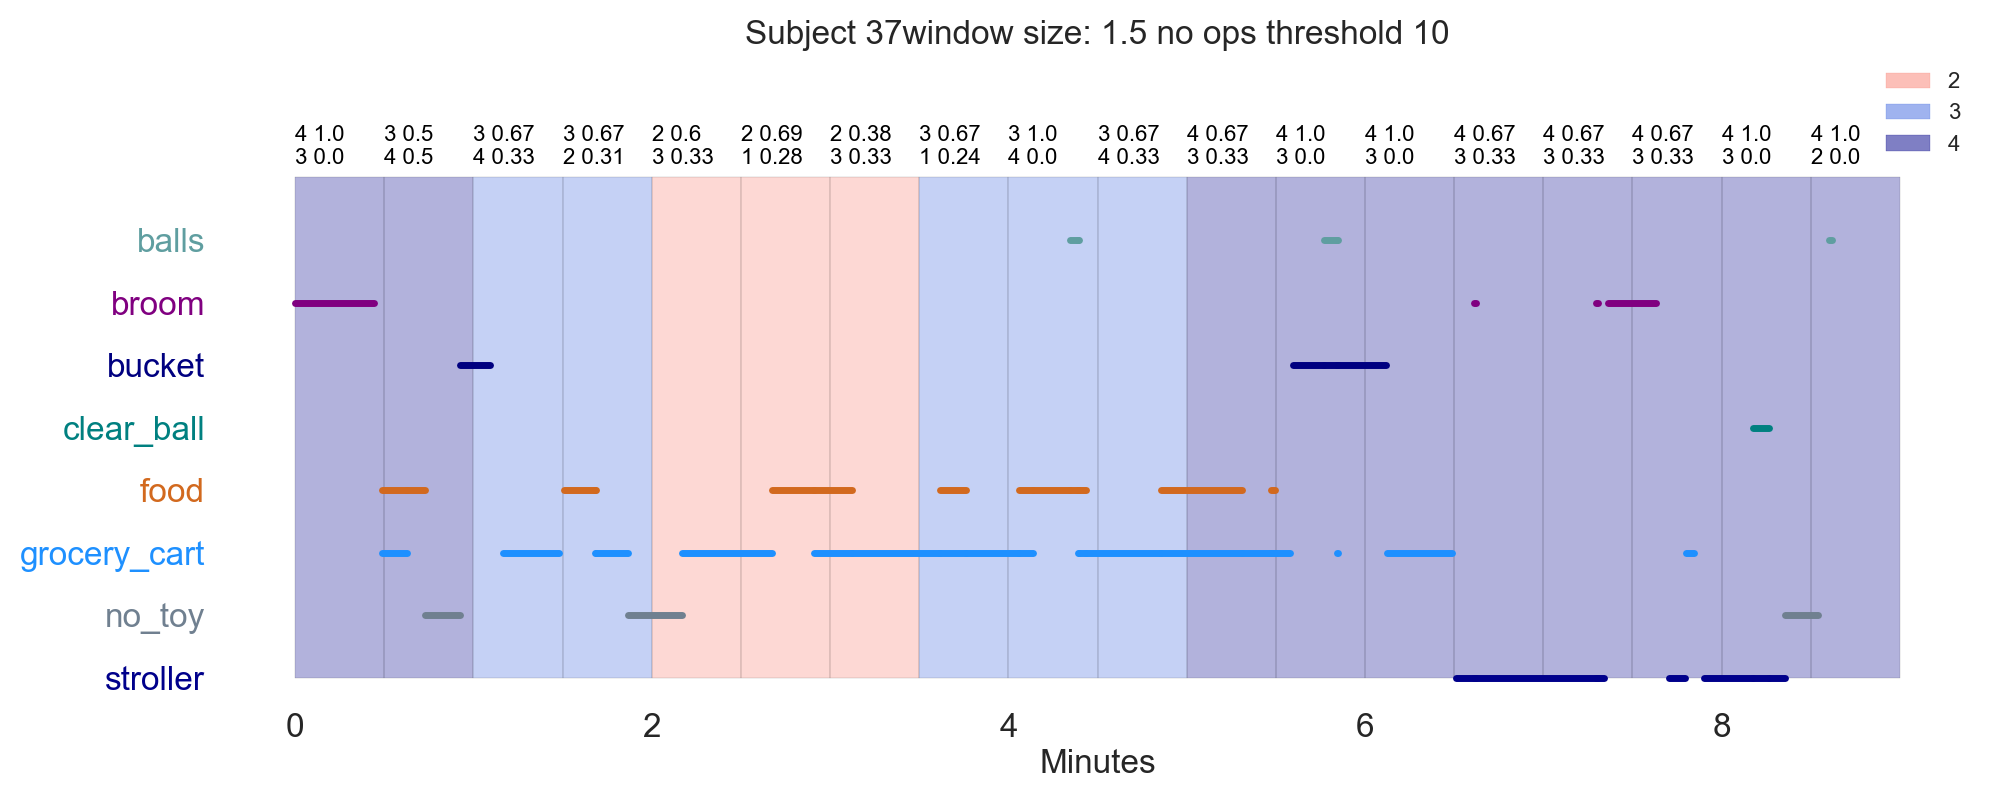 Subject 37window size: 1.5 no ops threshold 10
2
3
4
4 1.0 3 0.5 3 0.67 3 0.67 2 0.6 2 0.69 2 0.38 3 0.67 3 1.0 3 0.67 4 0.67 4 1.0 4 1.0 4 0.67 4 0.67 4 0.67 4 1.0 4 1.0
3 0.0 4 0.5 4 0.33 2 0.31 3 0.33 1 0.28 3 0.33 1 0.24 4 0.0 4 0.33 3 0.33 3 0.0 3 0.0 3 0.33 3 0.33 3 0.33 3 0.0 2 0.0
balls
broom
bucket
clear_ball
food
grocery_cart
no_toy
stroller
0 2 4 6 8
Minutes